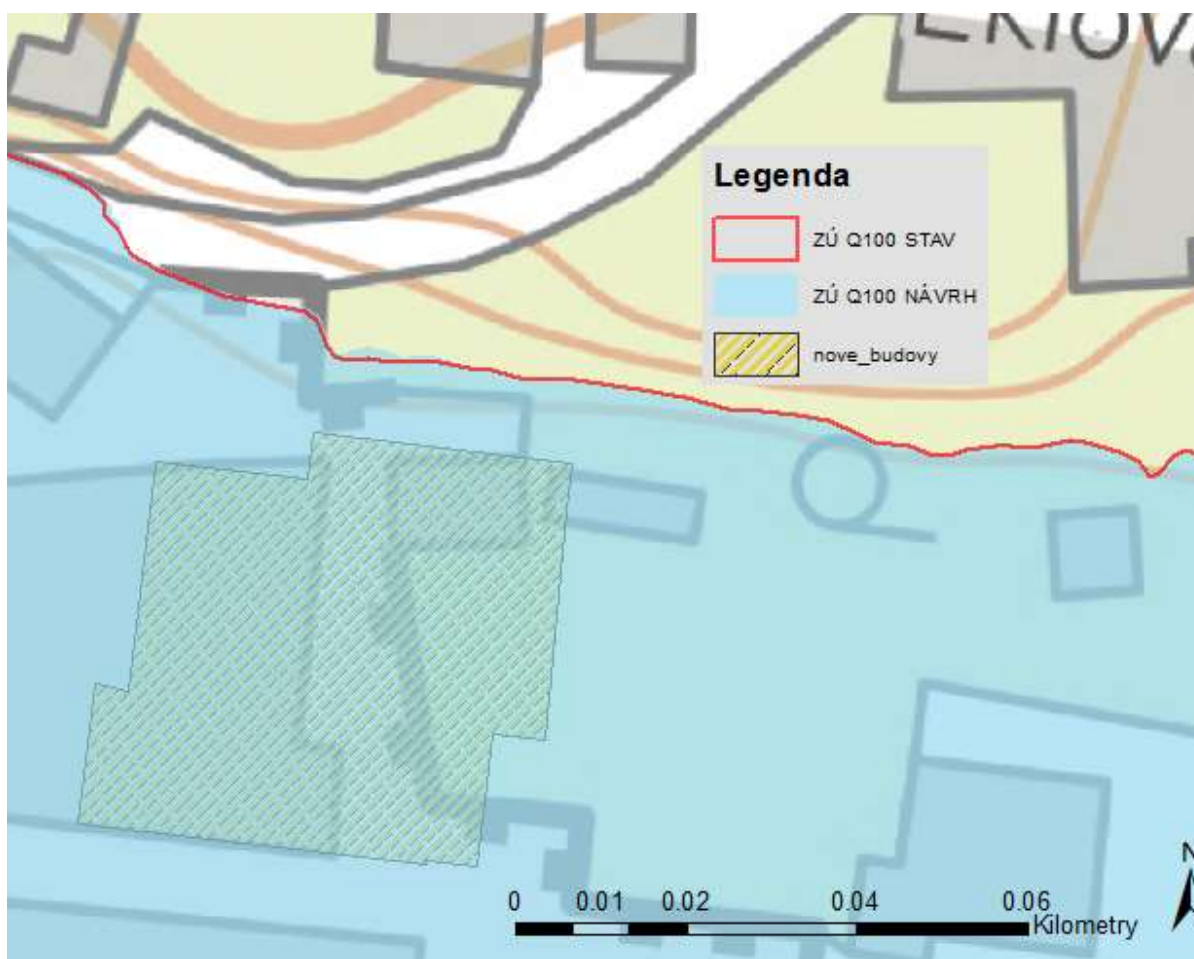 Legenda
ZÚ Q100 STAV
ZÚ Q100 NÁVRH
nove_budovy
0 0.01 0.02 0.04 0.06
Kilometry
N